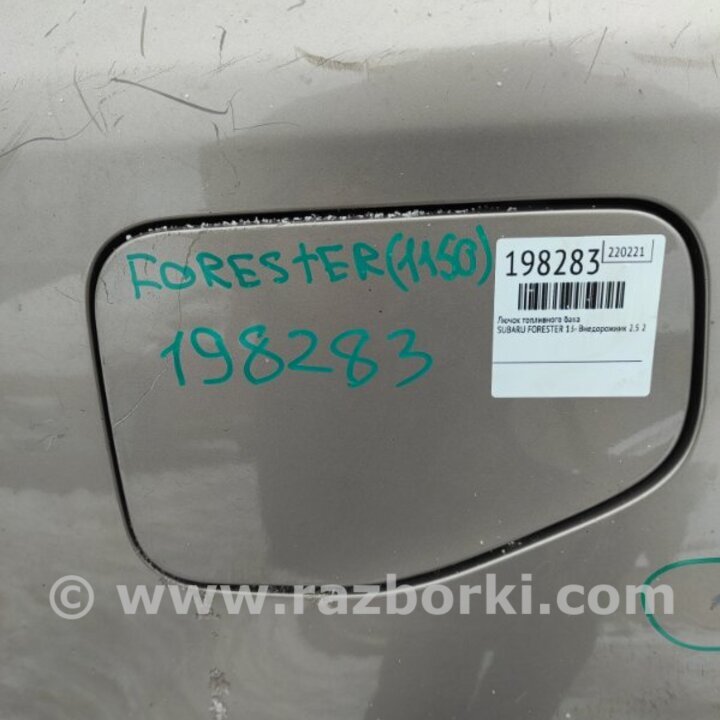 FORESTER (1150)
198283
198283 220221
Лючок топливного бака
SUBARU FORESTER 13- Внедорожник 2.5 2
© www.razborki.com